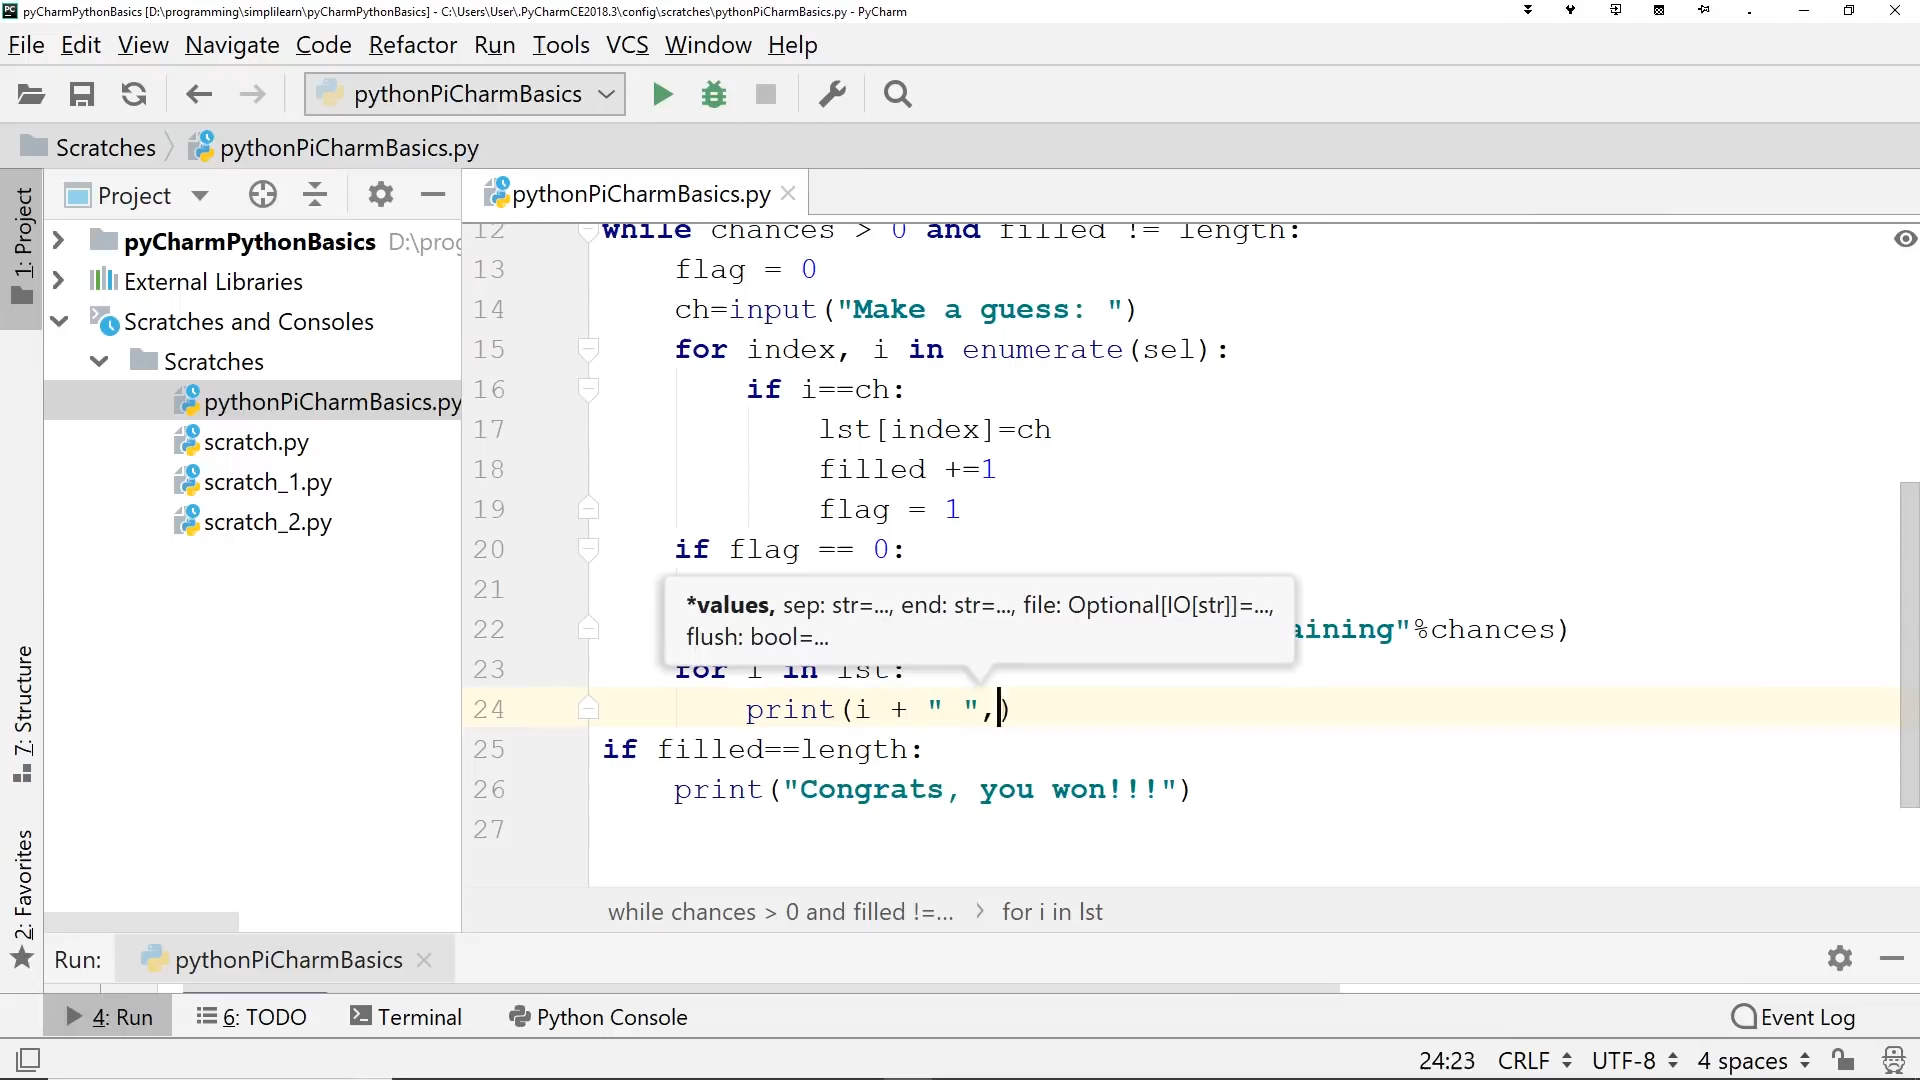 pyCharmPythonBasics [D:\programming\simplilearn\pyCharmPythonBasics] - C:\Users\User\.PyCharmCE2018.3\config\scratches\pythonPiCharmBasics.py - PyCharm
File Edit View Navigate Code Refactor Run Tools VCS Window Help
pythonPiCharmBasics
Scratches pythonPiCharmBasics.py
1: Project
Project
pythonPiCharmBasics.py
pyCharmPythonBasics D:\prog
External Libraries
Scratches and Consoles
Scratches
pythonPiCharmBasics.py
scratch.py
scratch_1.py
scratch_2.py
7: Structure
2: Favorites
12 while chances > 0 and filled != length:
13 flag = 0
14 ch=input("Make a guess: ")
15 for index, i in enumerate(sel):
16 if i==ch:
17 lst[index]=ch
18 filled +=1
19 flag = 1
20 if flag == 0:
21
*values, sep: str=..., end: str=..., file: Optional[IO[str]]=...,
flush: bool=...
22 aining"%chances)
23 for i in lst:
24 print(i + " ",)
25 if filled==length:
26 print("Congrats, you won!!!")
27
while chances > 0 and filled !=... for i in lst
Run: pythonPiCharmBasics
4: Run 6: TODO Terminal Python Console Event Log
24:23 CRLF UTF-8 4 spaces